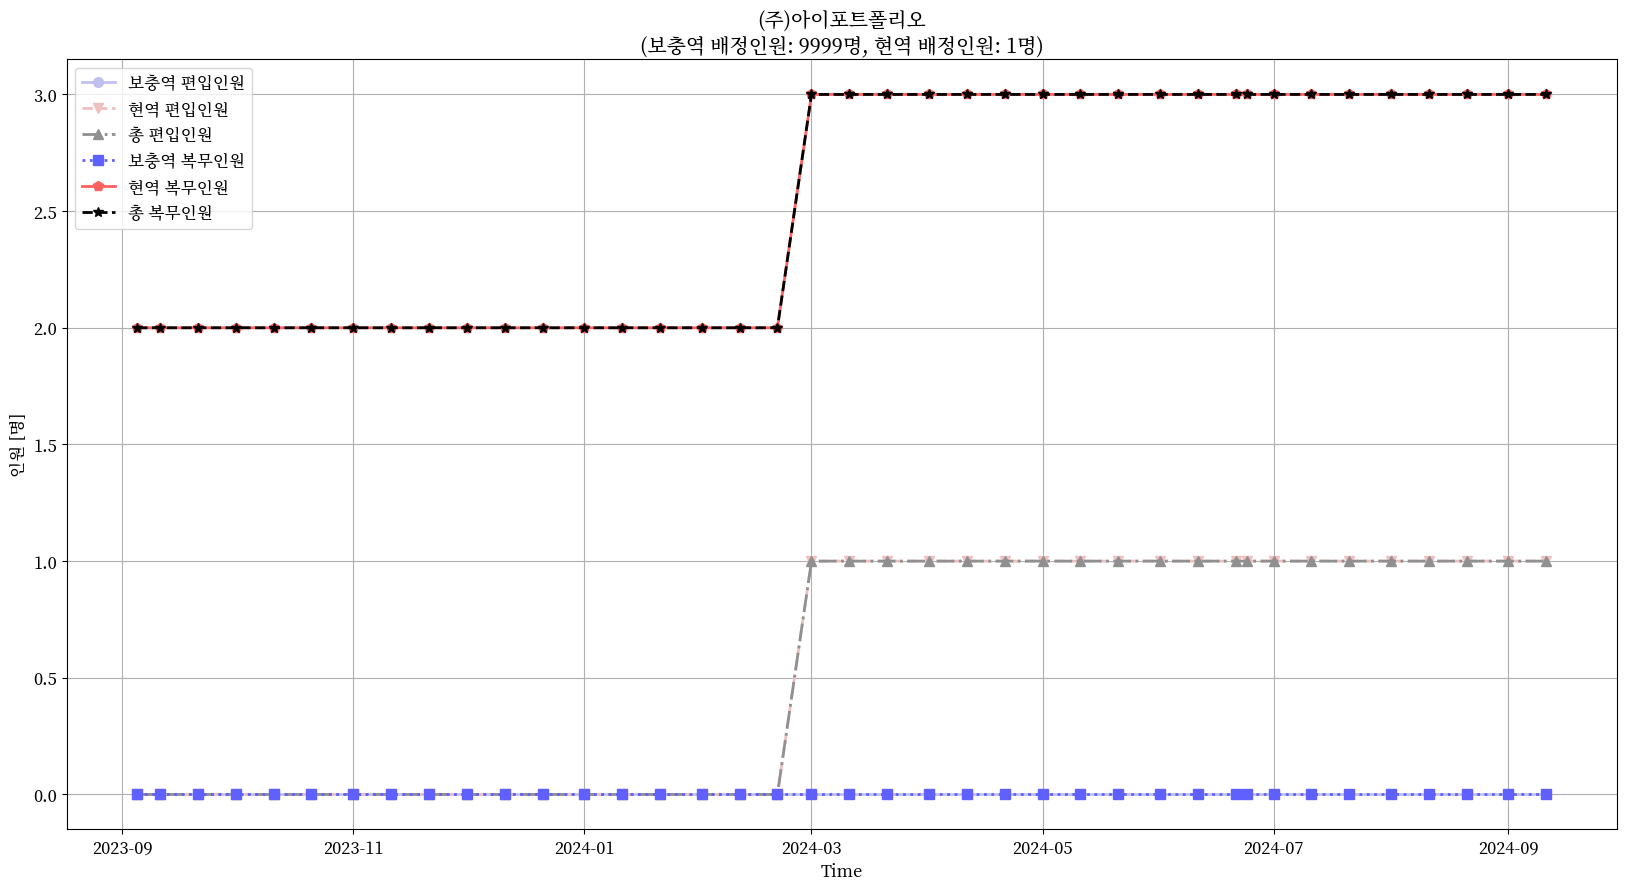 (주)아이포트폴리오
(보충역 배정인원: 9999명, 현역 배정인원: 1명)
보충역 편입인원
현역 편입인원
총 편입인원
보충역 복무인원
현역 복무인원
총 복무인원
3.0
2.5
2.0
1.5
1.0
0.5
0.0
인원 [명]
2023-09
2023-11
2024-01
2024-03
2024-05
2024-07
2024-09
Time